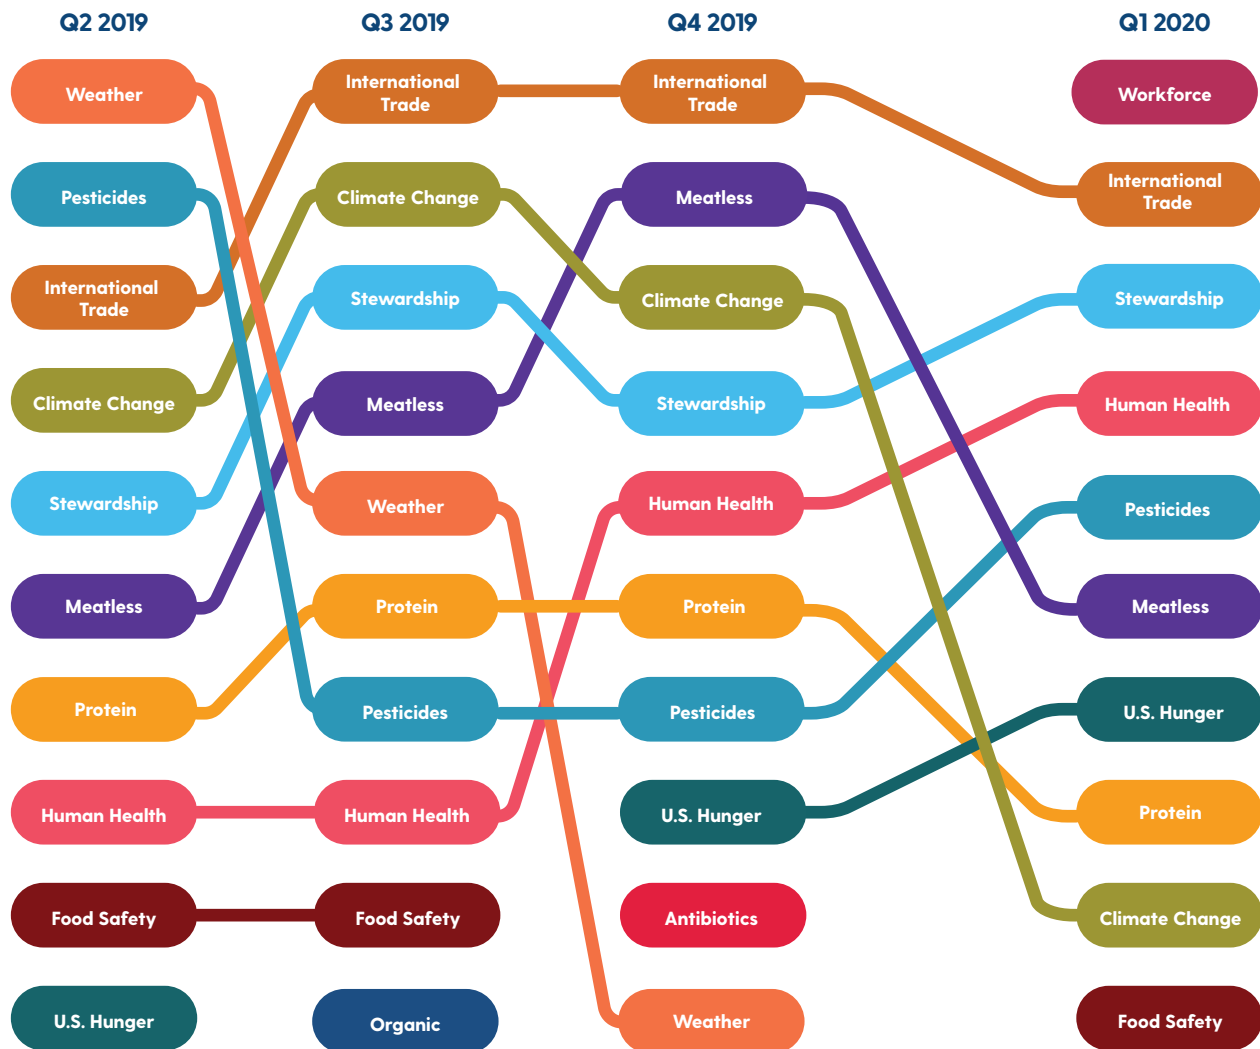 Q2 2019
Q3 2019
Q4 2019
Q1 2020
Weather
International
Trade
International
Trade
Workforce
Pesticides
Climate Change
Meatless
International
Trade
International
Trade
Stewardship
Climate Change
Stewardship
Climate Change
Meatless
Stewardship
Human Health
Stewardship
Weather
Human Health
Pesticides
Meatless
Protein
Protein
Meatless
Protein
Pesticides
Pesticides
U.S. Hunger
Human Health
Human Health
U.S. Hunger
Protein
Food Safety
Food Safety
Antibiotics
Climate Change
U.S. Hunger
Organic
Weather
Food Safety